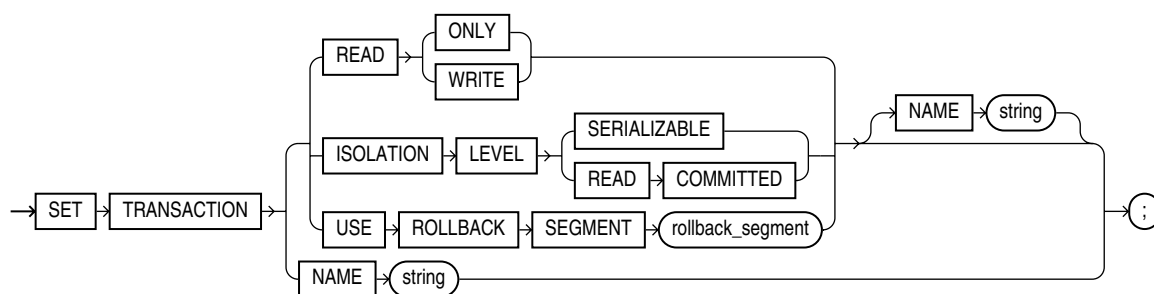 ONLY
READ
WRITE
NAME string
SERIALIZABLE
ISOLATION LEVEL
READ COMMITTED
SET TRANSACTION
USE ROLLBACK SEGMENT rollback_segment
;
NAME string